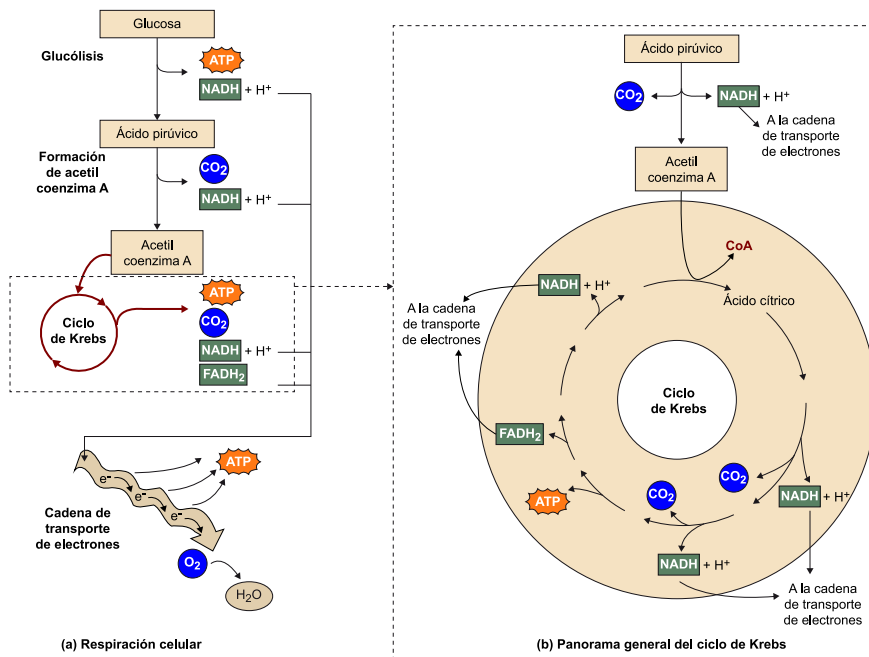 Glucosa
Glucólisis
ATP
NADH + H⁺
Ácido pirúvico
Formación
de acetil
coenzima A
CO₂
NADH + H⁺
Acetil
coenzima A
Ciclo
de Krebs
ATP
CO₂
NADH + H⁺
FADH₂
ATP
e⁻
e⁻
e⁻
Cadena de
transporte
de electrones
O₂
H₂O
(a) Respiración celular
Ácido pirúvico
CO₂
NADH + H⁺
A la cadena
de transporte
de electrones
Acetil
coenzima A
CoA
Ácido cítrico
NADH + H⁺
A la cadena
de transporte
de electrones
Ciclo
de Krebs
FADH₂
ATP
CO₂
CO₂
NADH + H⁺
NADH + H⁺
A la cadena
de transporte
de electrones
(b) Panorama general del ciclo de Krebs